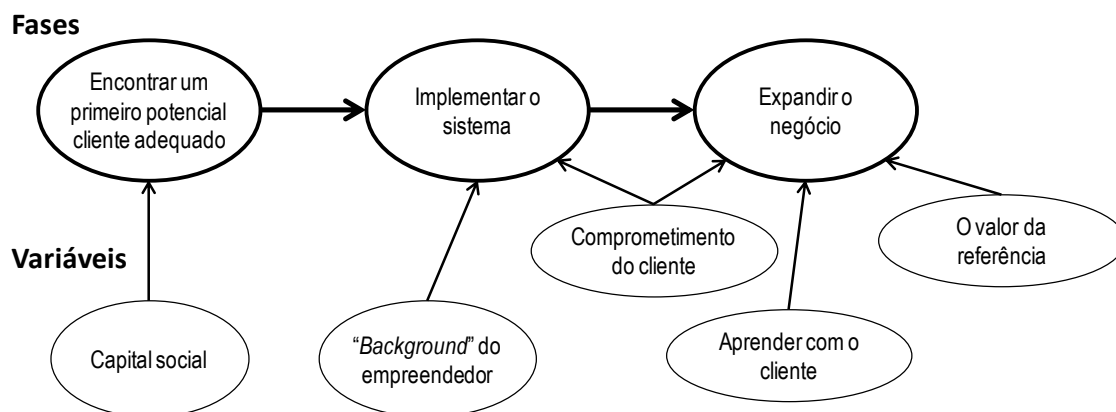 Fases
Encontrar um
primeiro potencial
cliente adequado
Implementar o
sistema
Expandir o
negócio
Variáveis
Capital social
“Background” do
empreendedor
Comprometimento
do cliente
Aprender com o
cliente
O valor da
referência